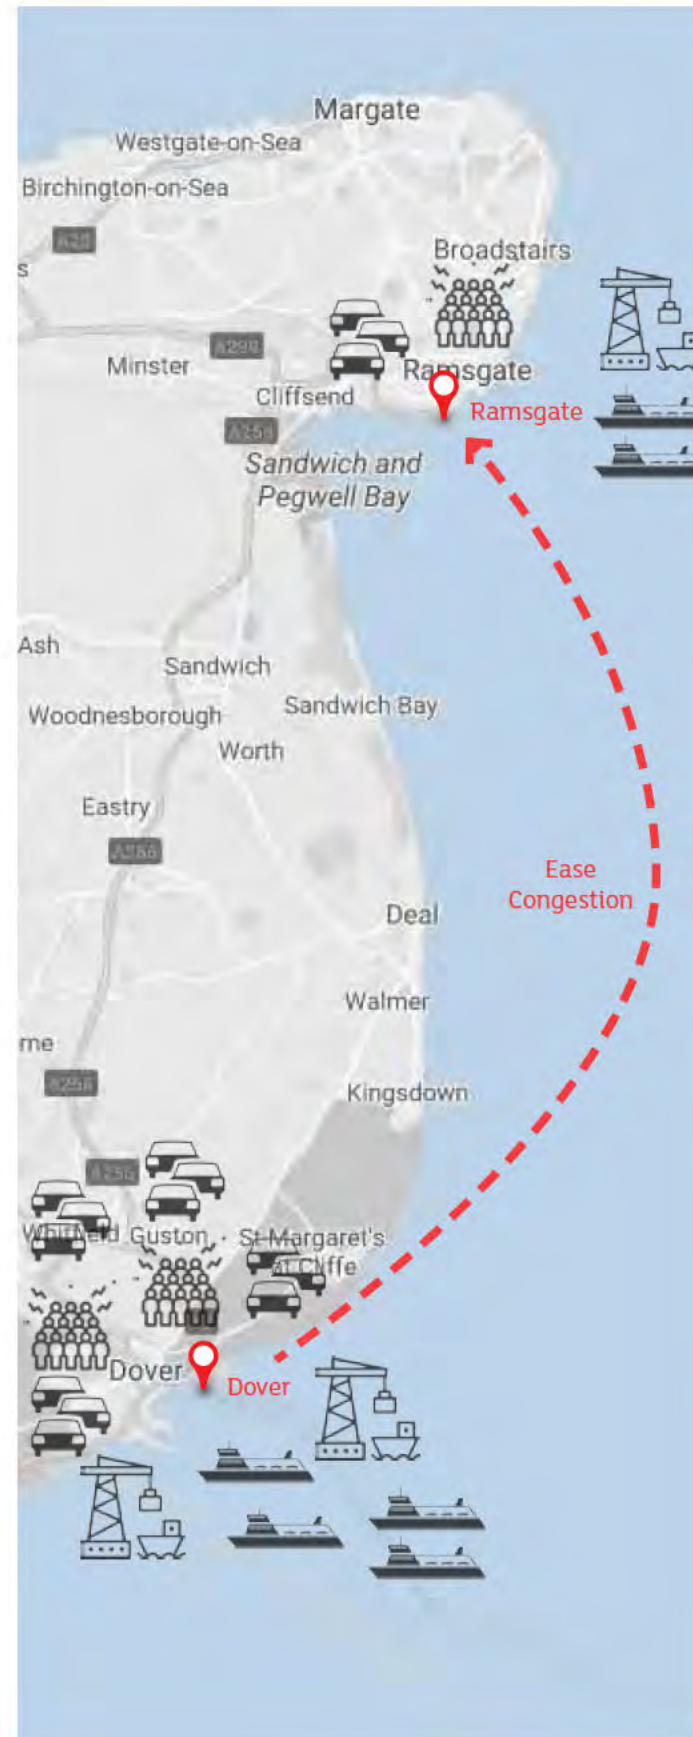 Margate
Westgate-on-Sea
Birchington-on-Sea
A28
s
Broadstairs
A299
Minster
Ramsgate
Cliffsend
Ramsgate
Sandwich and
Pegwell Bay
Ash
Sandwich
Woodnesborough
Sandwich Bay
Worth
Eastry
Ease
Congestion
Deal
Walmer
rne
A256
Kingsdown
A256
Whitfield
Guston
St Margaret's
at Cliffe
Dover
Dover